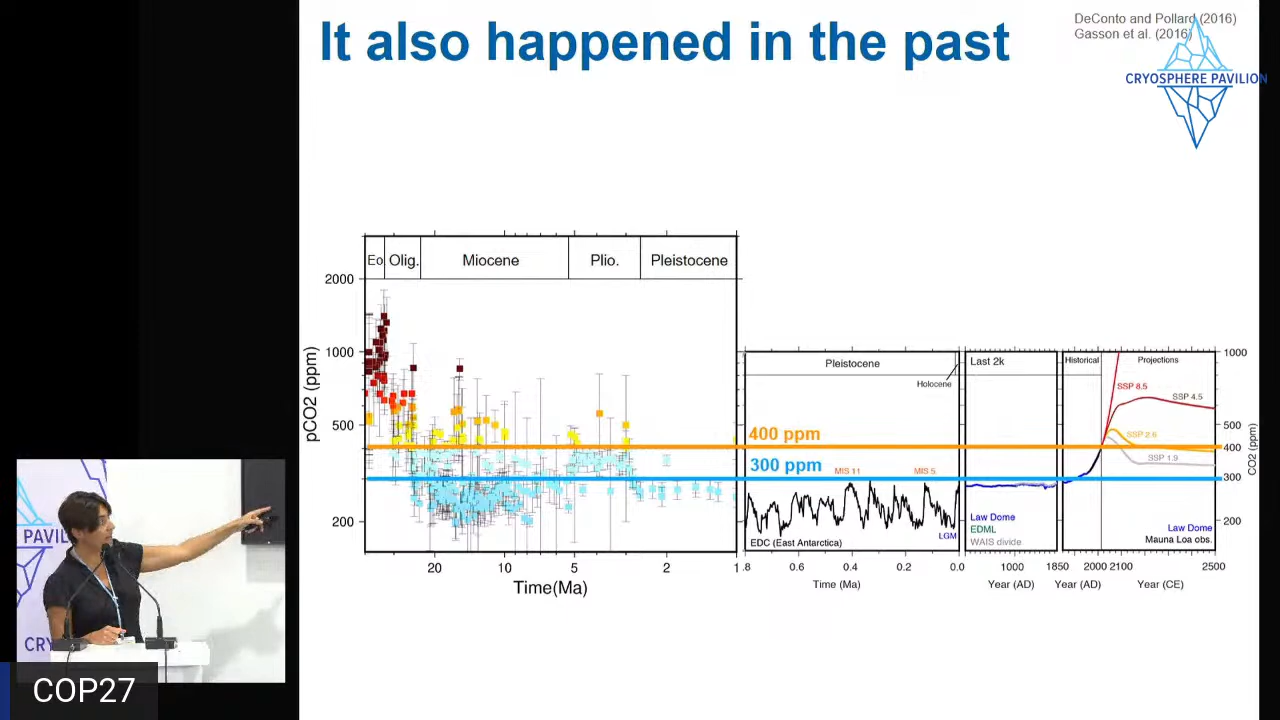 It also happened in the past
DeConto and Pollard (2016)
Gasson et al. (2016)
CRYOSPHERE PAVILION
Eo
Olig.
Miocene
Plio.
Pleistocene
pCO2 (ppm)
2000
1000
500
200
20
10
5
2
1
Time(Ma)
400 ppm
300 ppm
Pleistocene
Holocene
MIS 11
MIS 5
LGM
EDC (East Antarctica)
.8
0.6
0.4
0.2
0.0
Time (Ma)
Last 2k
Law Dome
EDML
WAIS divide
1000
1850
Year (AD)
Historical
Projections
SSP 8.5
SSP 4.5
SSP 2.6
SSP 1.9
Law Dome
Mauna Loa obs.
2000
2100
2500
Year (AD)
Year (CE)
1000
500
400
300
200
CO2 (ppm)
PAVIL
CRY
COP27